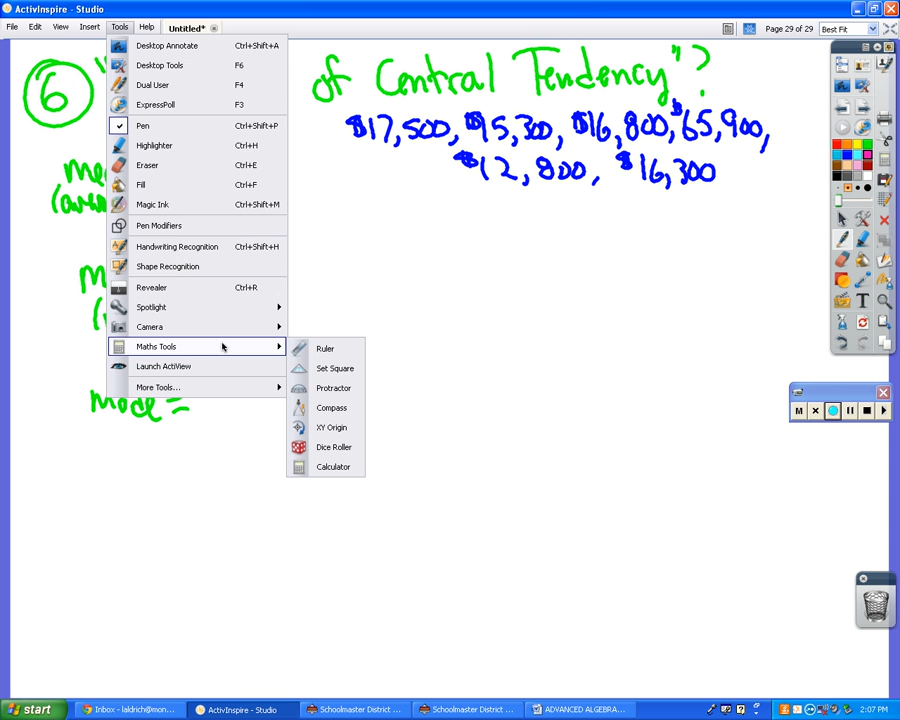 ActivInspire - Studio
File Edit View Insert Tools Help Untitled* Page 29 of 29 Best Fit
Desktop Annotate Ctrl+Shift+A
Desktop Tools F6
Dual User F4
ExpressPoll F3
Pen Ctrl+Shift+P
Highlighter Ctrl+H
Eraser Ctrl+E
Fill Ctrl+F
Magic Ink Ctrl+Shift+M
Pen Modifiers
Handwriting Recognition Ctrl+Shift+H
Shape Recognition
Revealer Ctrl+R
Spotlight
Camera
Maths Tools
Launch ActiView
More Tools...
Ruler
Set Square
Protractor
Compass
XY Origin
Dice Roller
Calculator
6 " of Central Tendency"?
$17,500, $95,300, $16,800, $65,900,
$12,800, $16,300
me
(av
m
(
mode =
M
start Inbox - laldrich@mon... ActivInspire - Studio Schoolmaster District ... Schoolmaster District ... ADVANCED ALGEBRA... 2:07 PM